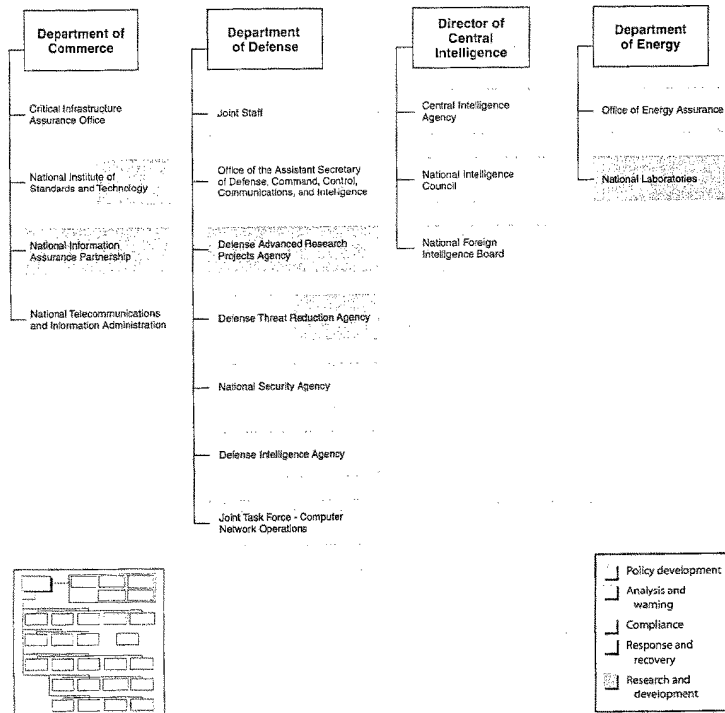 Department of
Commerce
Critical Infrastructure
Assurance Office
National Institute of
Standards and Technology
National Information
Assurance Partnership
National Telecommunications
and Information Administration
Department
of Defense
Joint Staff
Office of the Assistant Secretary
of Defense, Command, Control,
Communications, and Intelligence
Defense Advanced Research
Projects Agency
Defense Threat Reduction Agency
National Security Agency
Defense Intelligence Agency
Joint Task Force - Computer
Network Operations
Director of
Central
Intelligence
Central Intelligence
Agency
National Intelligence
Council
National Foreign
Intelligence Board
Department
of Energy
Office of Energy Assurance
National Laboratories
Policy development
Analysis and
warning
Compliance
Response and
recovery
Research and
development